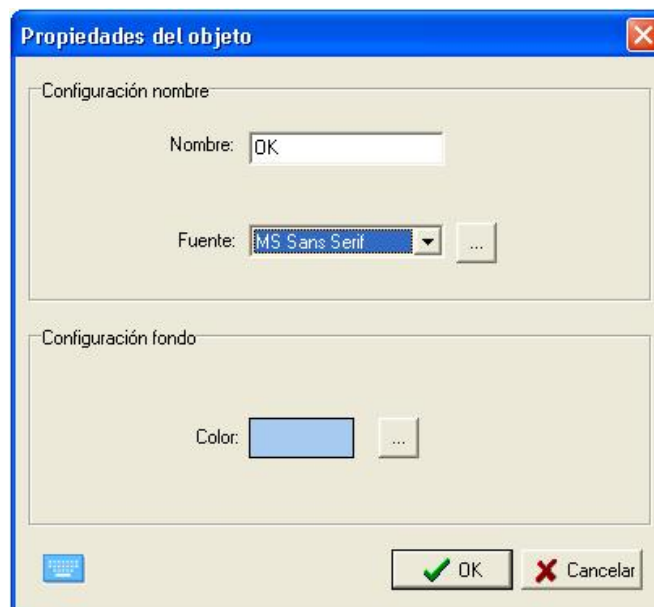 Propiedades del objeto
Configuración nombre
Nombre: OK
Fuente: MS Sans Serif ...
Configuración fondo
Color: ...
OK Cancelar